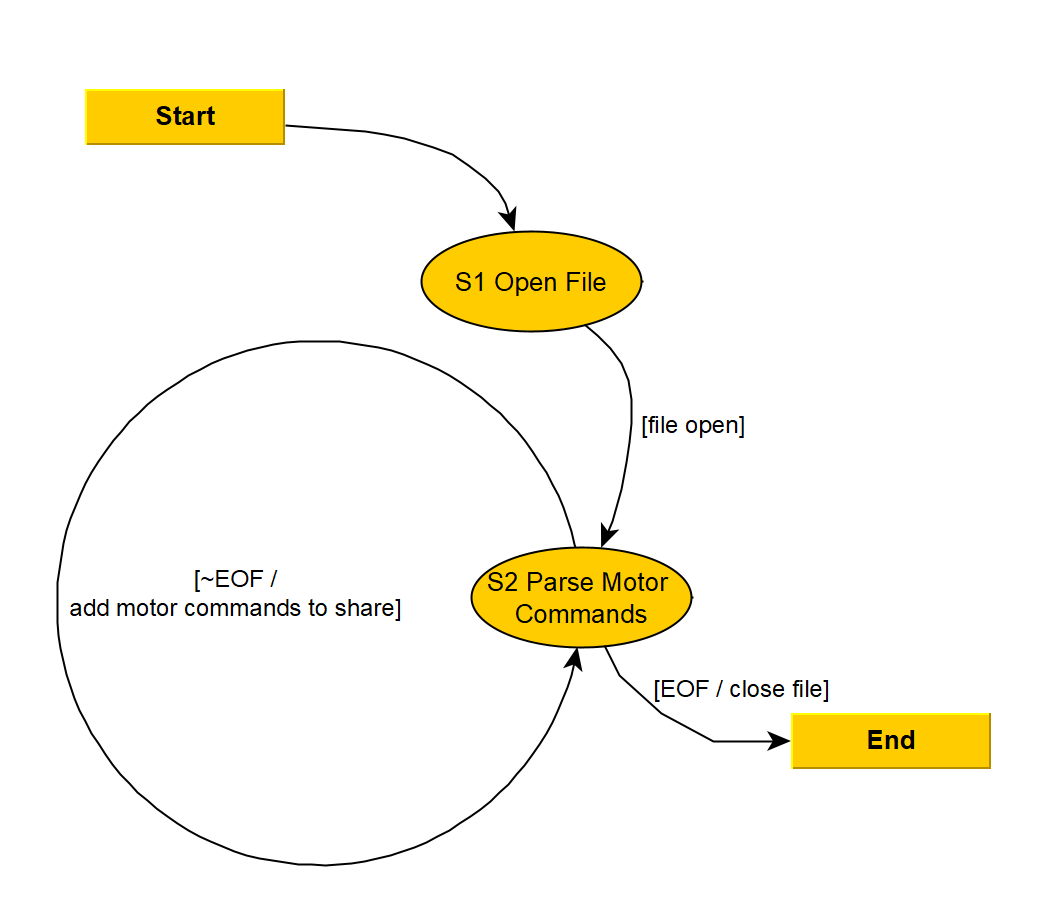 Start
S1 Open File
[file open]
[~EOF /
add motor commands to share]
S2 Parse Motor
Commands
[EOF / close file]
End